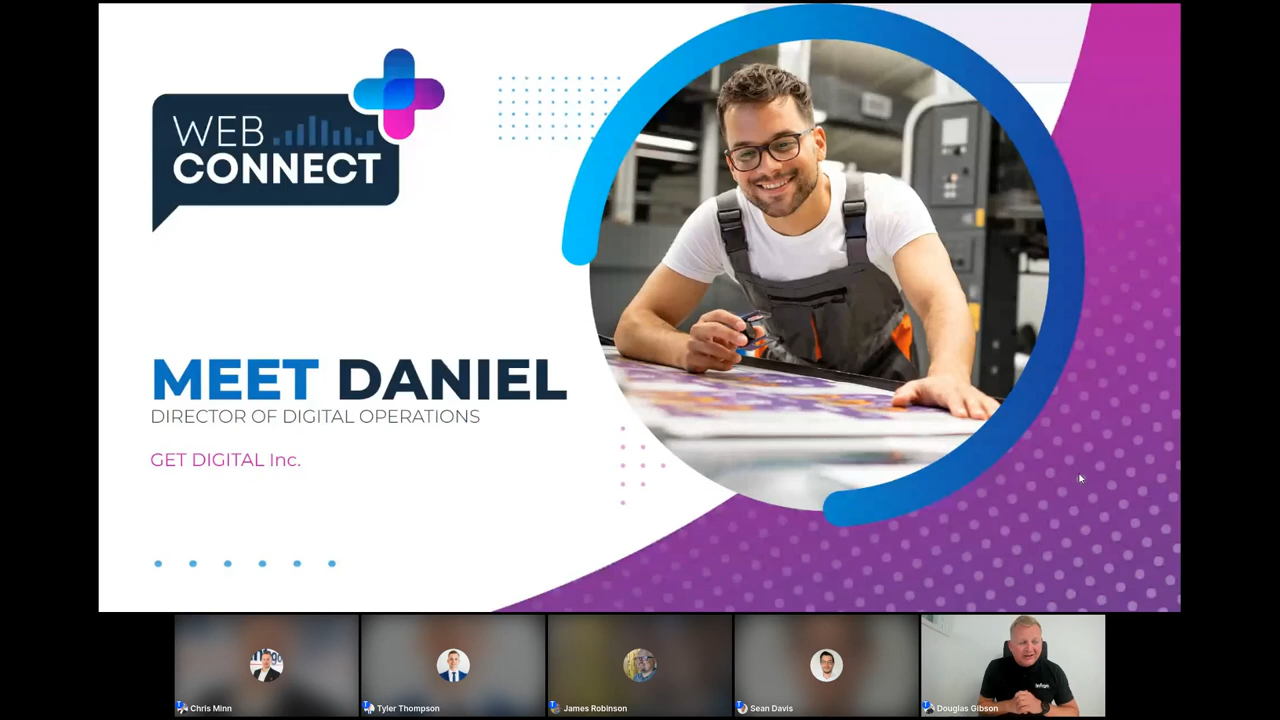 WEB
CONNECT
MEET DANIEL
DIRECTOR OF DIGITAL OPERATIONS
GET DIGITAL Inc.
Chris Minn
Tyler Thompson
James Robinson
Sean Davis
Douglas Gibson